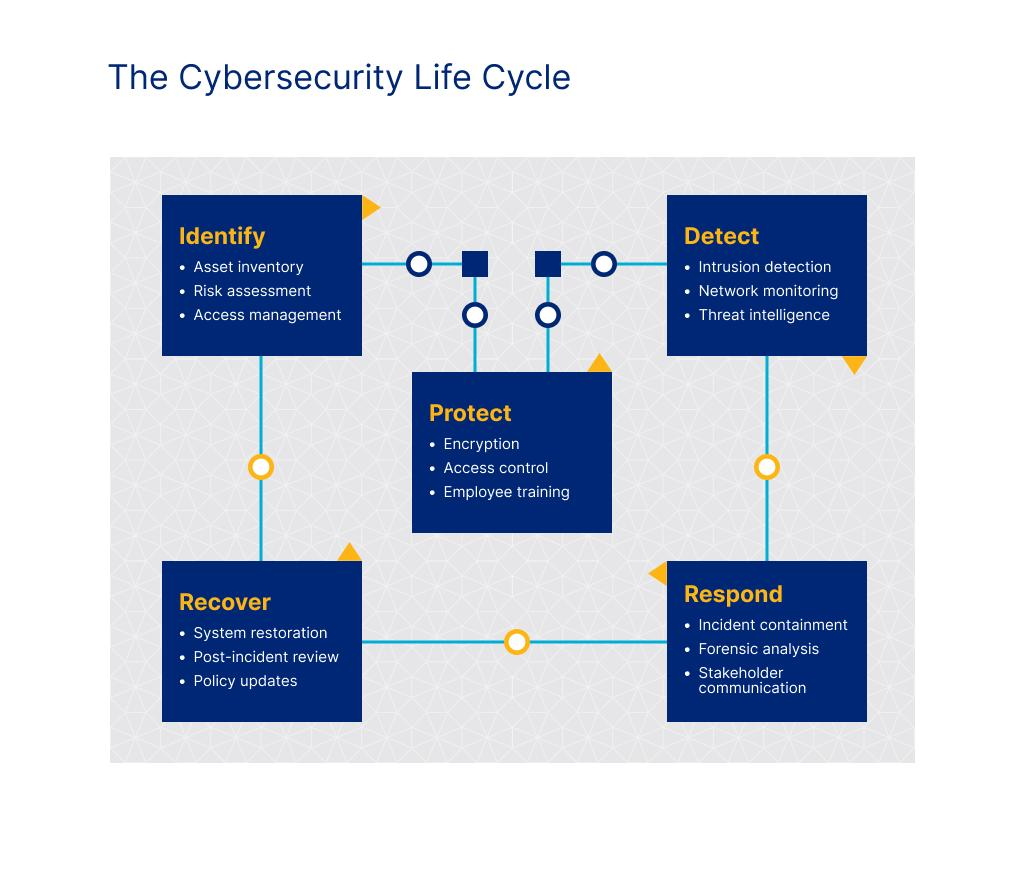 The Cybersecurity Life Cycle
Identify
• Asset inventory
• Risk assessment
• Access management
Protect
• Encryption
• Access control
• Employee training
Detect
• Intrusion detection
• Network monitoring
• Threat intelligence
Respond
• Incident containment
• Forensic analysis
• Stakeholder
communication
Recover
• System restoration
• Post-incident review
• Policy updates